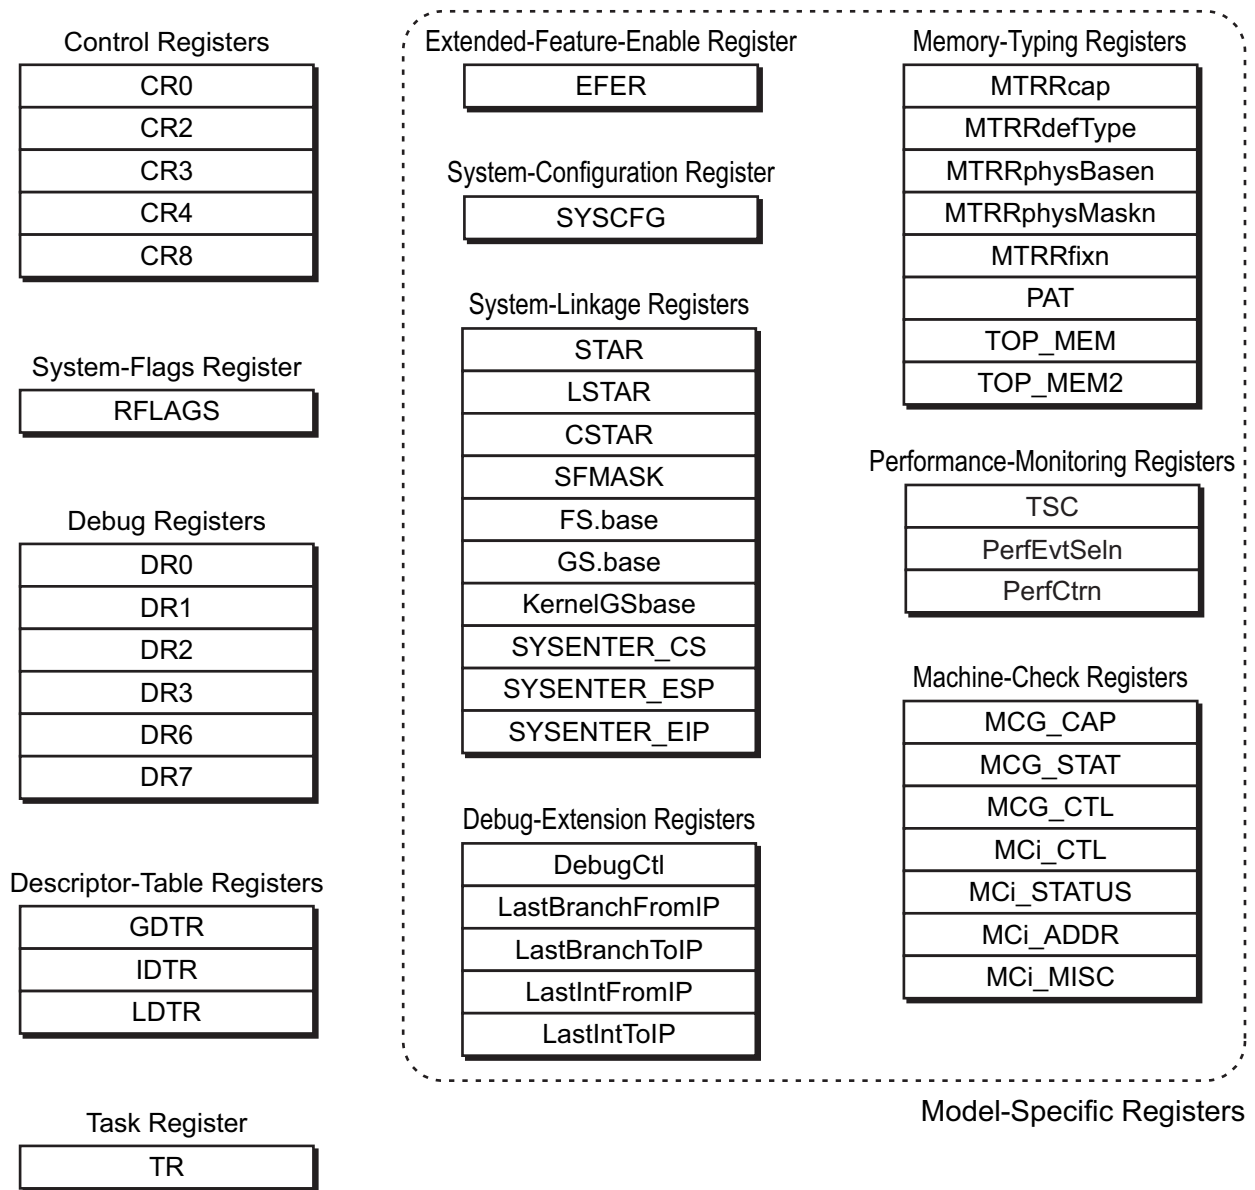 Control Registers
CR0
CR2
CR3
CR4
CR8
System-Flags Register
RFLAGS
Debug Registers
DR0
DR1
DR2
DR3
DR6
DR7
Descriptor-Table Registers
GDTR
IDTR
LDTR
Task Register
TR
Extended-Feature-Enable Register
EFER
System-Configuration Register
SYSCFG
System-Linkage Registers
STAR
LSTAR
CSTAR
SFMASK
FS.base
GS.base
KernelGSbase
SYSENTER_CS
SYSENTER_ESP
SYSENTER_EIP
Debug-Extension Registers
DebugCtl
LastBranchFromIP
LastBranchToIP
LastIntFromIP
LastIntToIP
Memory-Typing Registers
MTRRcap
MTRRdefType
MTRRphysBasen
MTRRphysMaskn
MTRRfixn
PAT
TOP_MEM
TOP_MEM2
Performance-Monitoring Registers
TSC
PerfEvtSeln
PerfCtrn
Machine-Check Registers
MCG_CAP
MCG_STAT
MCG_CTL
MCi_CTL
MCi_STATUS
MCi_ADDR
MCi_MISC
Model-Specific Registers